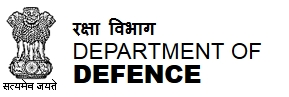 रक्षा विभाग
DEPARTMENT OF
DEFENCE
सत्यमेव जयते